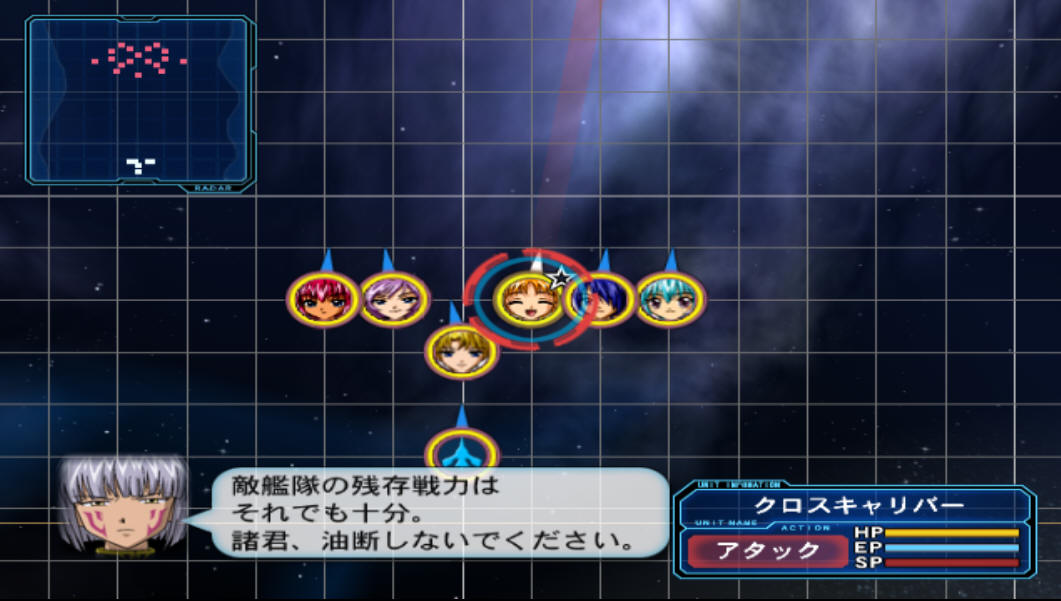 RADAR
敵艦隊の残存戦力は
それでも十分。
諸君、油断しないでください。
UNIT INFORMATION
クロスキャリバー
UNIT NAME
ACTION
アタック
HP
EP
SP